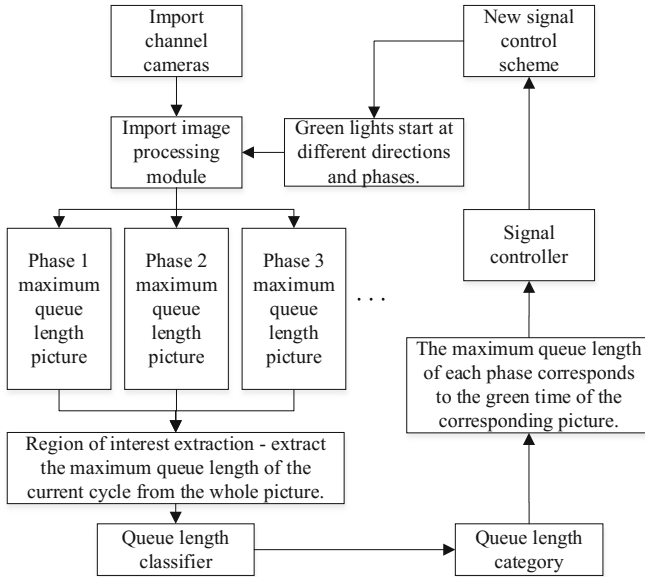 Import
channel
cameras
New signal
control
scheme
Import image
processing
module
Green lights start at
different directions
and phases.
Phase 1
maximum
queue
length
picture
Phase 2
maximum
queue
length
picture
Phase 3
maximum
queue
length
picture
. . .
Signal
controller
The maximum queue length
of each phase corresponds
to the green time of the
corresponding picture.
Region of interest extraction - extract
the maximum queue length of the
current cycle from the whole picture.
Queue length
classifier
Queue length
category